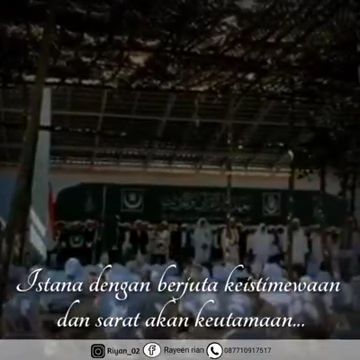 Istana dengan berjuta keistimewaan
dan sarat akan keutamaan...
Riyan_02 Rayeen rian 087710917517